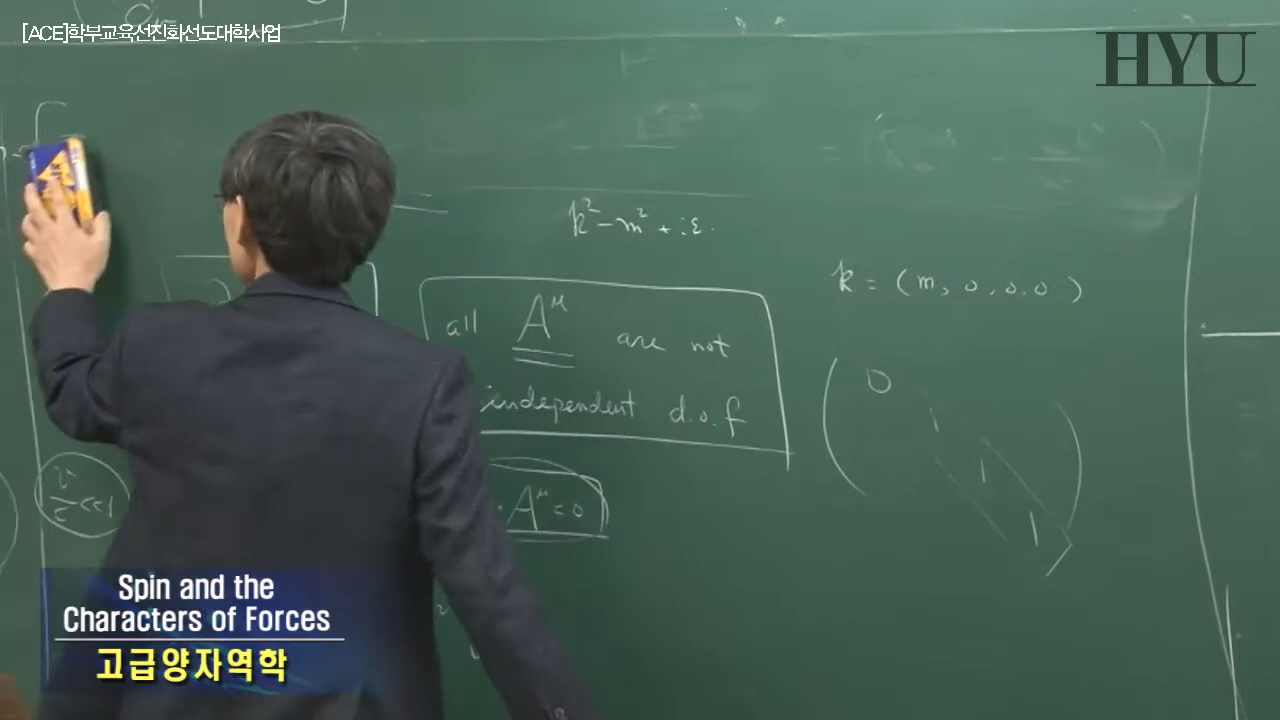 [ACE]학부교육선진화선도대학사업
HYU
k² - m² + iε.
k = (m, 0, 0, 0)
all A^μ are not
independent d.o.f
0
1
1
1
v/c <<1
· A^μ = 0
Spin and the
Characters of Forces
고급양자역학